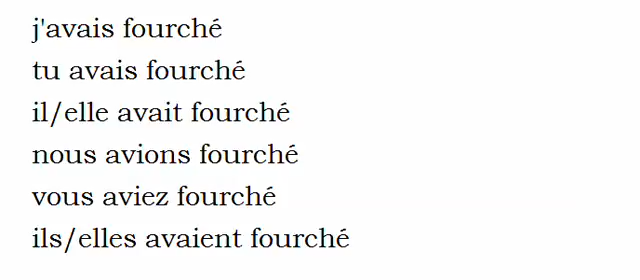 j'avais fourché
tu avais fourché
il/elle avait fourché
nous avions fourché
vous aviez fourché
ils/elles avaient fourché